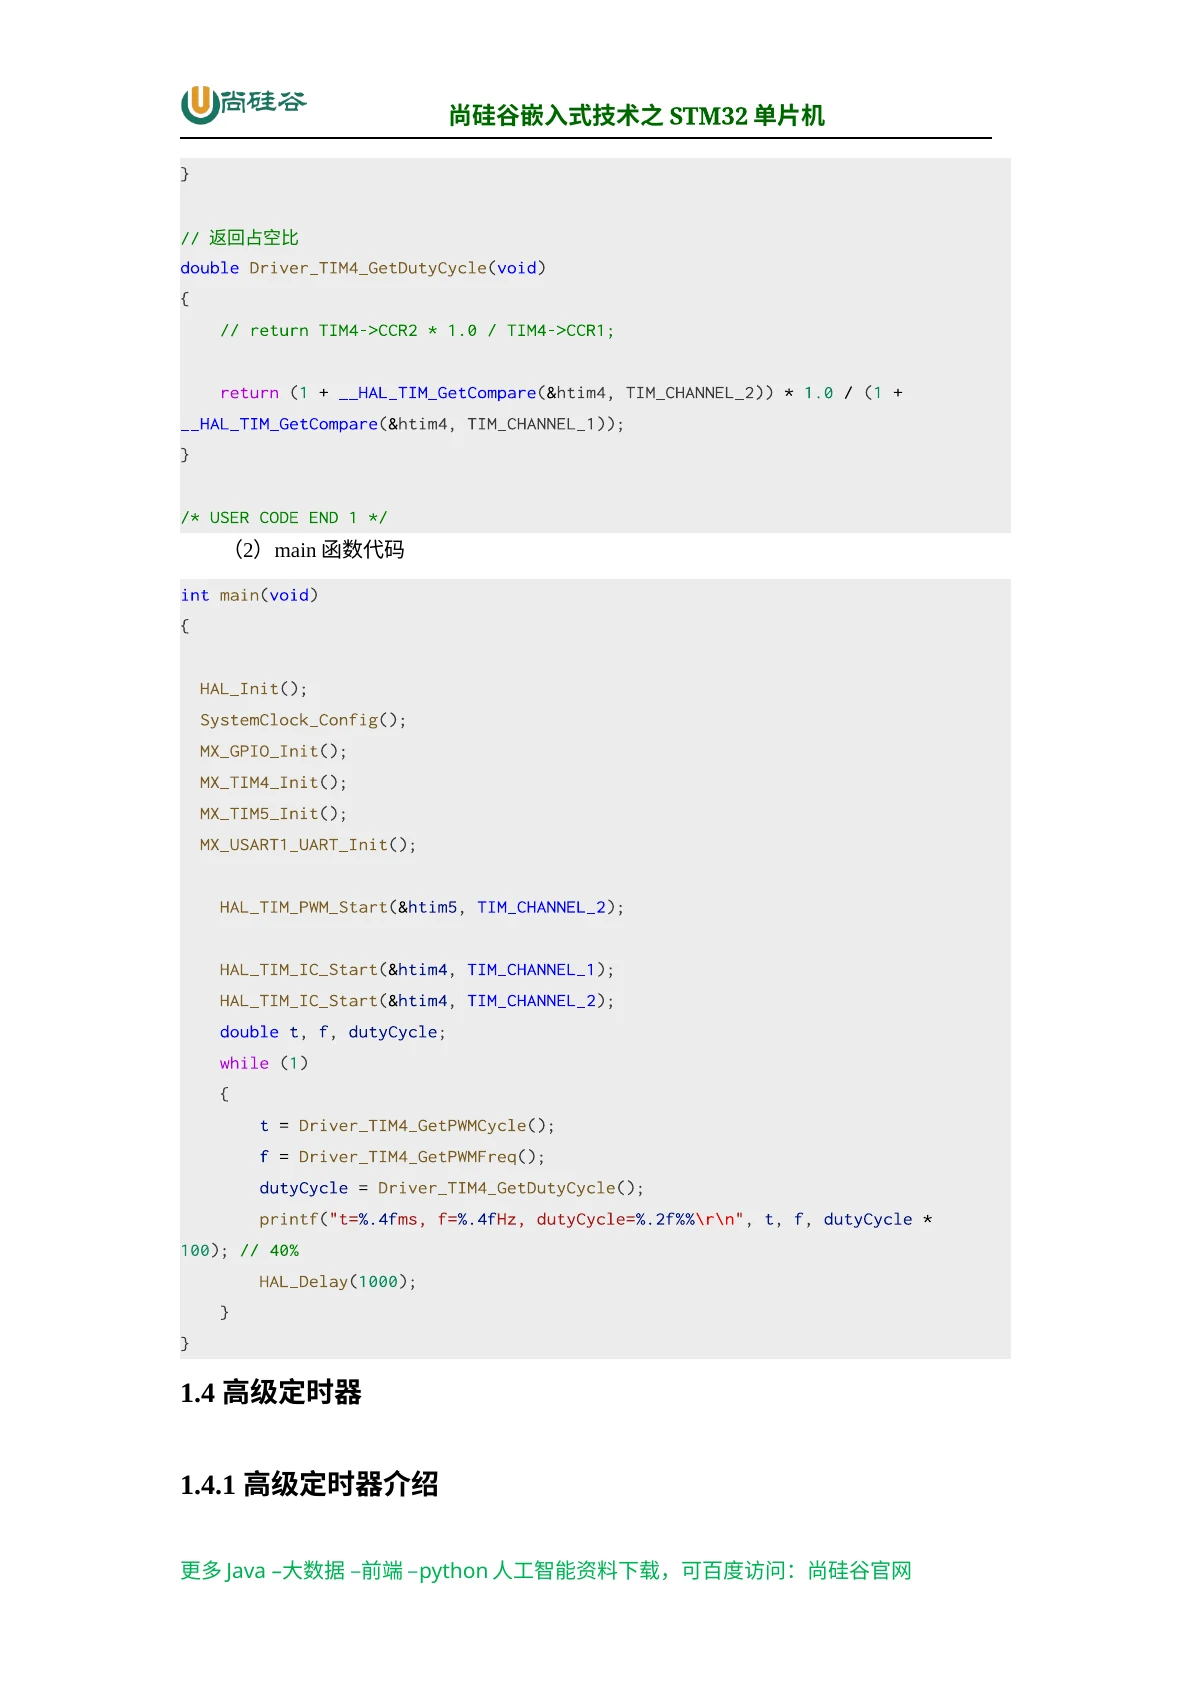 尚硅谷
尚硅谷嵌入式技术之 STM32 单片机
}
// 返回占空比
double Driver_TIM4_GetDutyCycle(void)
{
    // return TIM4->CCR2 * 1.0 / TIM4->CCR1;
    return (1 + __HAL_TIM_GetCompare(&htim4, TIM_CHANNEL_2)) * 1.0 / (1 +
__HAL_TIM_GetCompare(&htim4, TIM_CHANNEL_1));
}
/* USER CODE END 1 */
（2）main 函数代码
int main(void)
{
  HAL_Init();
  SystemClock_Config();
  MX_GPIO_Init();
  MX_TIM4_Init();
  MX_TIM5_Init();
  MX_USART1_UART_Init();
    HAL_TIM_PWM_Start(&htim5, TIM_CHANNEL_2);
    HAL_TIM_IC_Start(&htim4, TIM_CHANNEL_1);
    HAL_TIM_IC_Start(&htim4, TIM_CHANNEL_2);
    double t, f, dutyCycle;
    while (1)
    {
        t = Driver_TIM4_GetPWMCycle();
        f = Driver_TIM4_GetPWMFreq();
        dutyCycle = Driver_TIM4_GetDutyCycle();
        printf("t=%.4fms, f=%.4fHz, dutyCycle=%.2f%%\r\n", t, f, dutyCycle *
100); // 40%
        HAL_Delay(1000);
    }
}
1.4 高级定时器
1.4.1 高级定时器介绍
更多 Java –大数据 –前端 –python 人工智能资料下载，可百度访问：尚硅谷官网